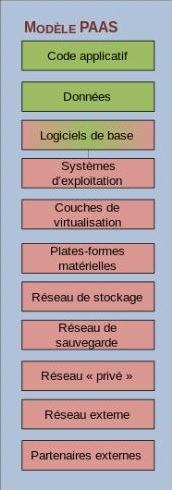 MODÈLE PAAS
Code applicatif
Données
Logiciels de base
Systèmes
d'exploitation
Couches de
virtualisation
Plates-formes
matérielles
Réseau de stockage
Réseau de
sauvegarde
Réseau « privé »
Réseau externe
Partenaires externes